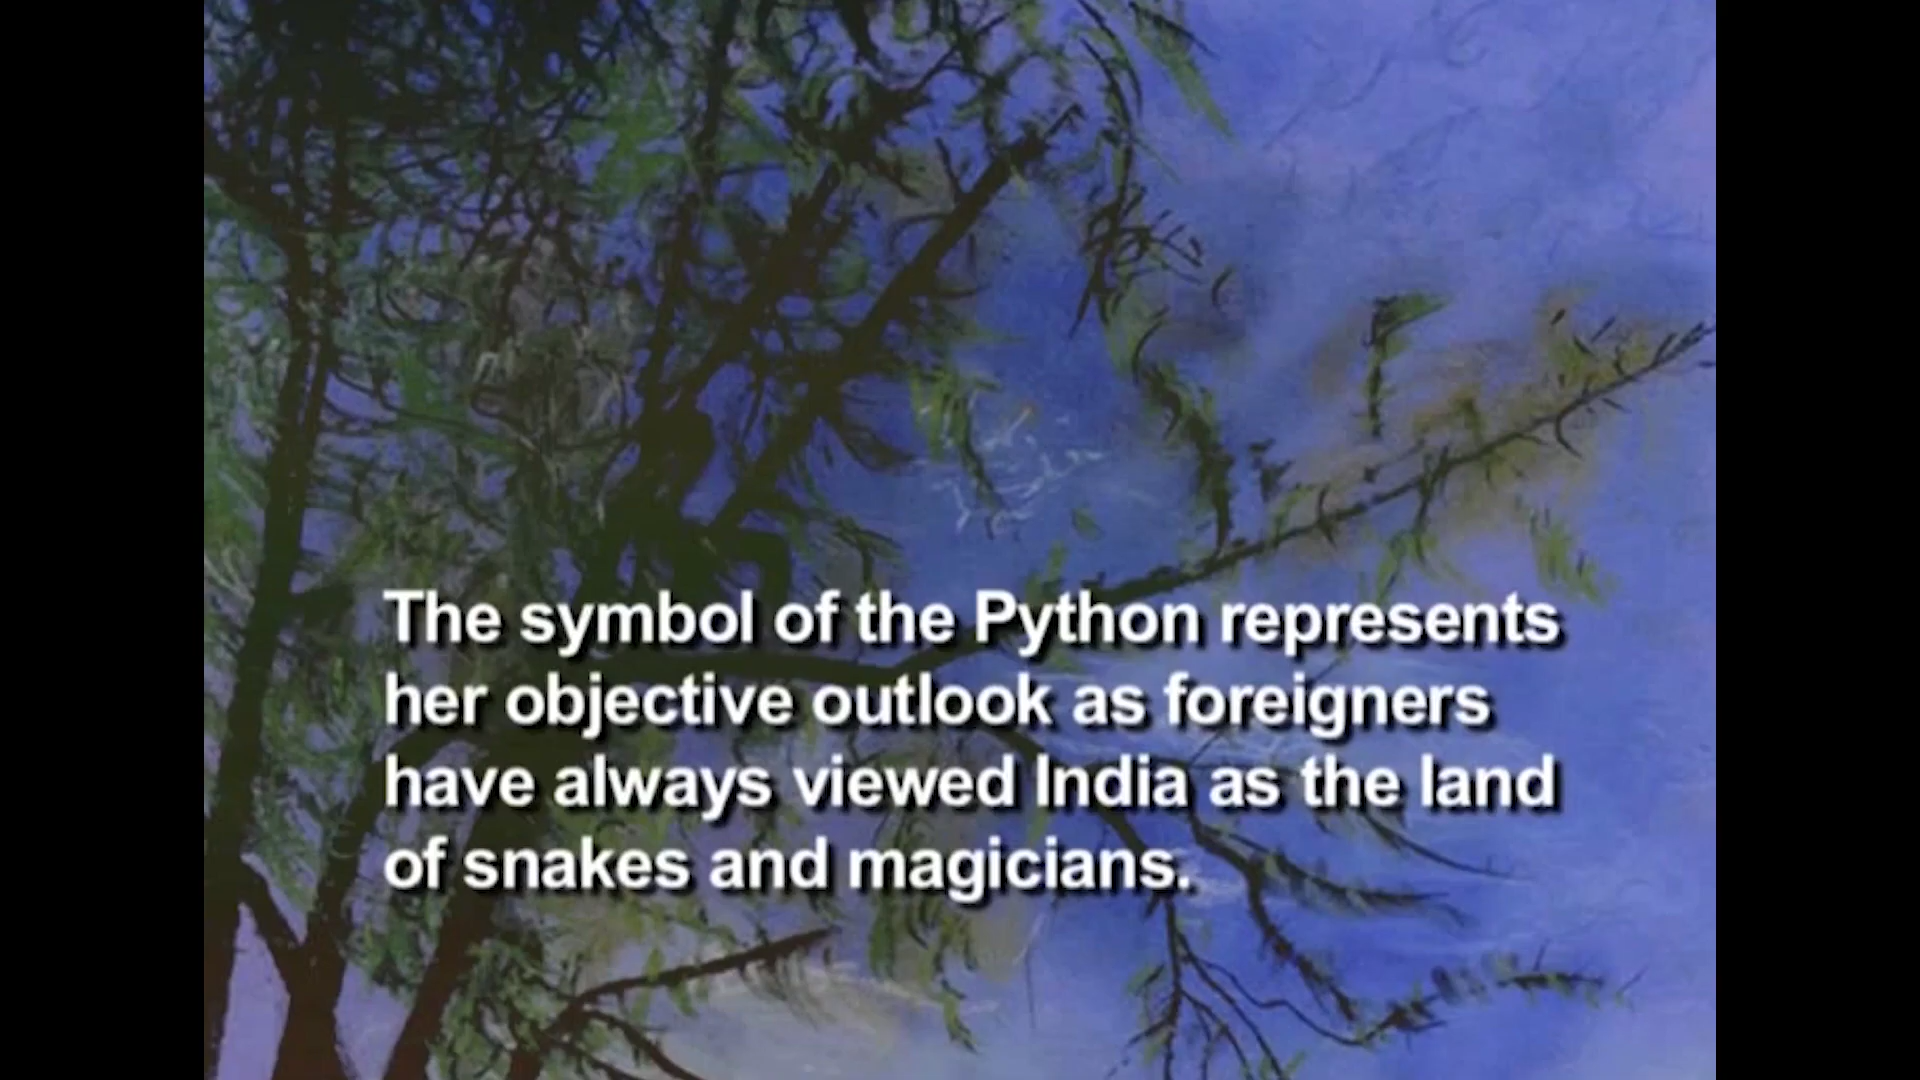 The symbol of the Python represents
her objective outlook as foreigners
have always viewed India as the land
of snakes and magicians.